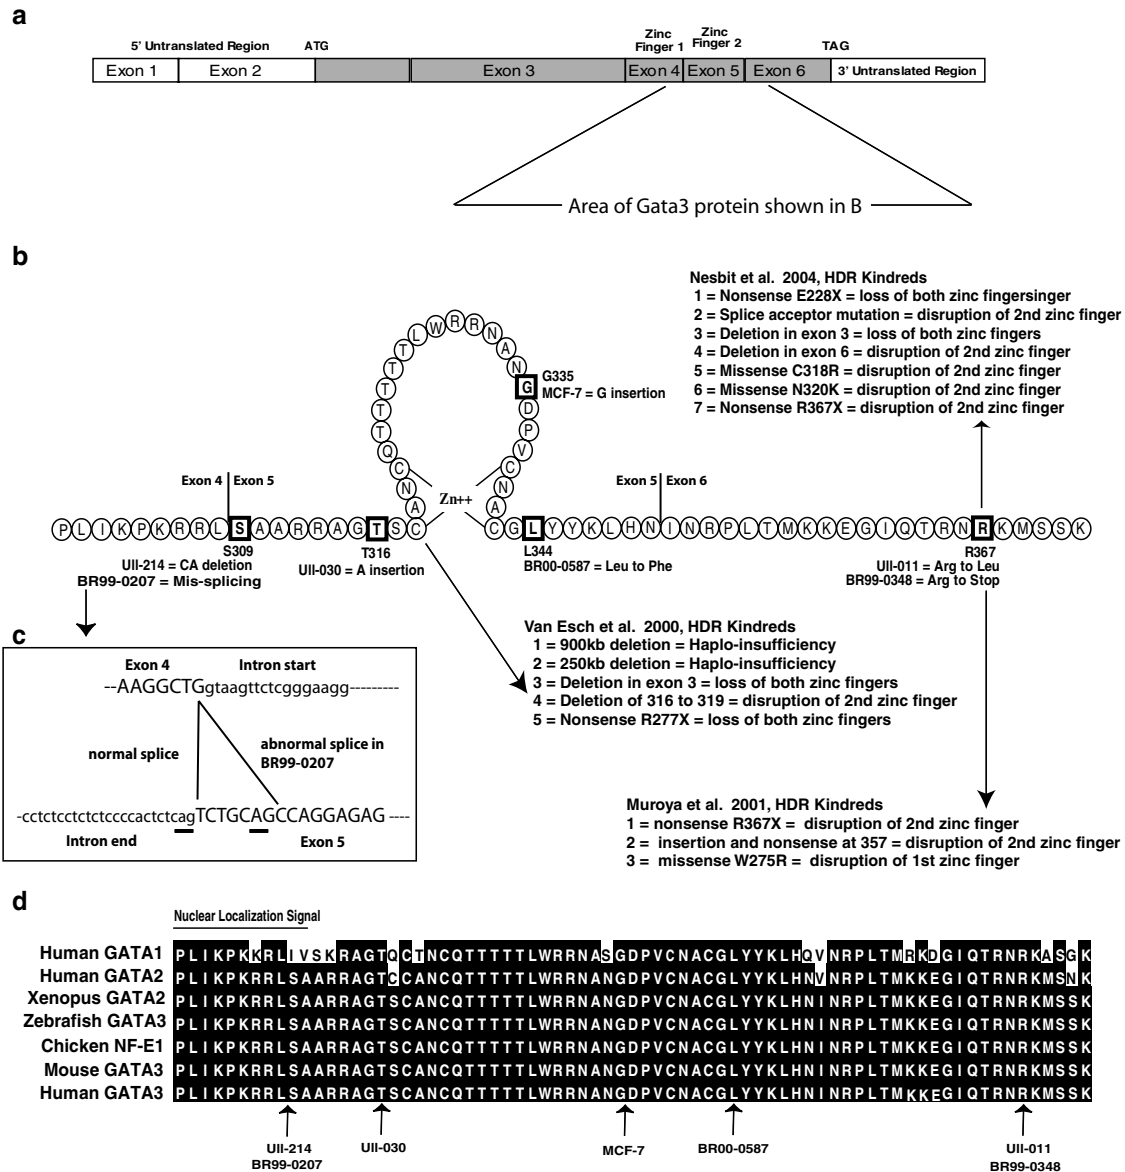 a
5' Untranslated Region
ATG
Zinc Finger 1
Zinc Finger 2
TAG
Exon 1
Exon 2
Exon 3
Exon 4
Exon 5
Exon 6
3' Untranslated Region
Area of Gata3 protein shown in B
b
Nesbit et al. 2004, HDR Kindreds
1 = Nonsense E228X = loss of both zinc fingersinger
2 = Splice acceptor mutation = disruption of 2nd zinc finger
3 = Deletion in exon 3 = loss of both zinc fingers
4 = Deletion in exon 6 = disruption of 2nd zinc finger
5 = Missense C318R = disruption of 2nd zinc finger
6 = Missense N320K = disruption of 2nd zinc finger
7 = Nonsense R367X = disruption of 2nd zinc finger
G335
MCF-7 = G insertion
Exon 4 Exon 5
Zn++
Exon 5 Exon 6
PLIKPKRRLSAARRAGTSCANCQTTTTTLWRRNANGDPVCNACGLYYKLHNINRPLTMKKEGIQTRNRKMSSK
S309
UII-214 = CA deletion
BR99-0207 = Mis-splicing
T316
UII-030 = A insertion
L344
BR00-0587 = Leu to Phe
R367
UII-011 = Arg to Leu
BR99-0348 = Arg to Stop
Van Esch et al. 2000, HDR Kindreds
1 = 900kb deletion = Haplo-insufficiency
2 = 250kb deletion = Haplo-insufficiency
3 = Deletion in exon 3 = loss of both zinc fingers
4 = Deletion of 316 to 319 = disruption of 2nd zinc finger
5 = Nonsense R277X = loss of both zinc fingers
c
Exon 4
Intron start
--AAGGCTGgtaagttctcgggaagg---------
normal splice
abnormal splice in BR99-0207
-cctctcctctctccccactctcagTCTGCAGCCAGGAGAG ----
Intron end
Exon 5
Muroya et al. 2001, HDR Kindreds
1 = nonsense R367X = disruption of 2nd zinc finger
2 = insertion and nonsense at 357 = disruption of 2nd zinc finger
3 = missense W275R = disruption of 1st zinc finger
d
Nuclear Localization Signal
Human GATA1 PLIKPKKRLIVSKRAGTQCTNCQTTTTTLWRRNASGDPVCNACGLYYKLHQVNRPLTMRKDGIQTRNRKASGK
Human GATA2 PLIKPKRRLSAARRAGTCCANCQTTTTTLWRRNANGDPVCNACGLYYKLHNVNRPLTMKKEGIQTRNRKMSNK
Xenopus GATA2 PLIKPKRRLSAARRAGTSCANCQTTTTTLWRRNANGDPVCNACGLYYKLHNINRPLTMKKEGIQTRNRKMSSK
Zebrafish GATA3 PLIKPKRRLSAARRAGTSCANCQTTTTTLWRRNANGDPVCNACGLYYKLHNINRPLTMKKEGIQTRNRKMSSK
Chicken NF-E1 PLIKPKRRLSAARRAGTSCANCQTTTTTLWRRNANGDPVCNACGLYYKLHNINRPLTMKKEGIQTRNRKMSSK
Mouse GATA3 PLIKPKRRLSAARRAGTSCANCQTTTTTLWRRNANGDPVCNACGLYYKLHNINRPLTMKKEGIQTRNRKMSSK
Human GATA3 PLIKPKRRLSAARRAGTSCANCQTTTTTLWRRNANGDPVCNACGLYYKLHNINRPLTMKKEGIQTRNRKMSSK
UII-214
BR99-0207
UII-030
MCF-7
BR00-0587
UII-011
BR99-0348